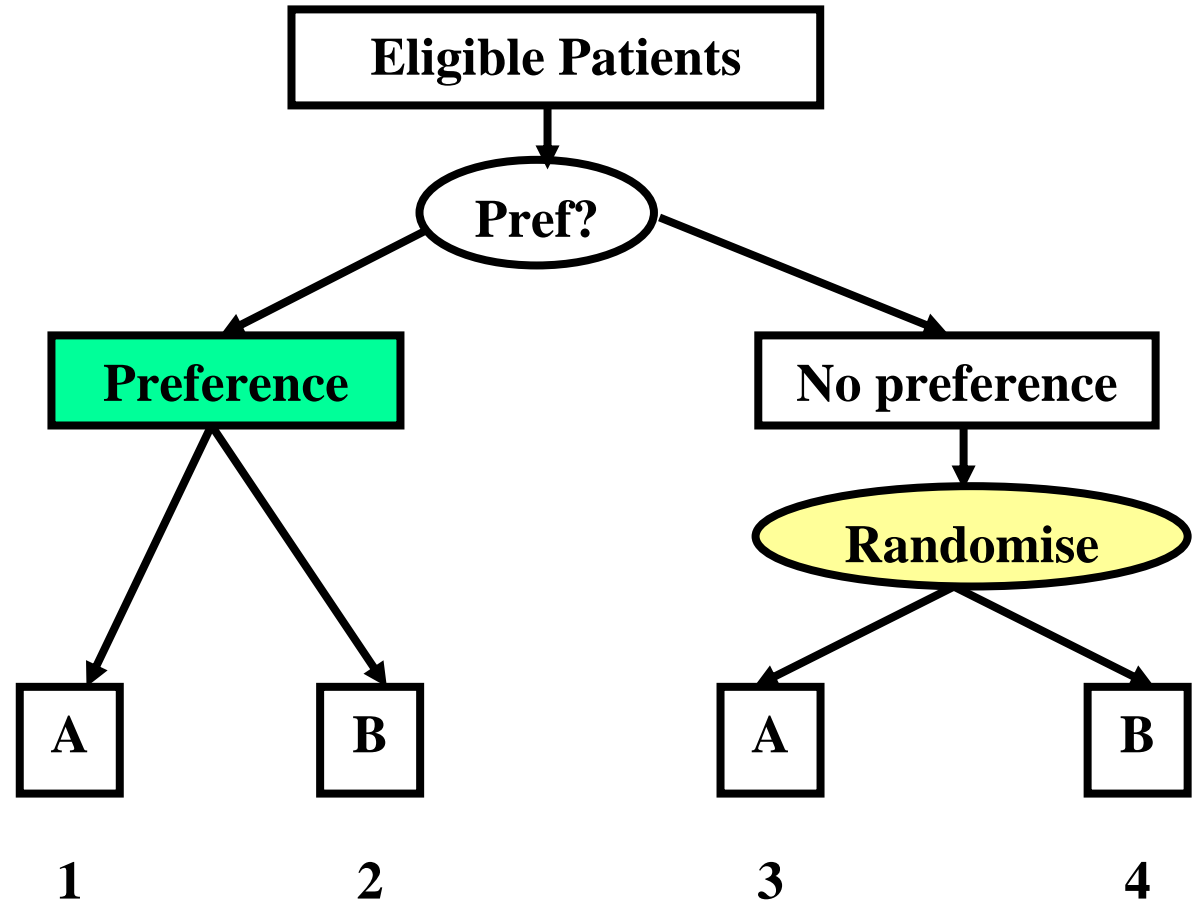 Eligible Patients
Pref?
Preference
No preference
Randomise
A
B
A
B
1
2
3
4